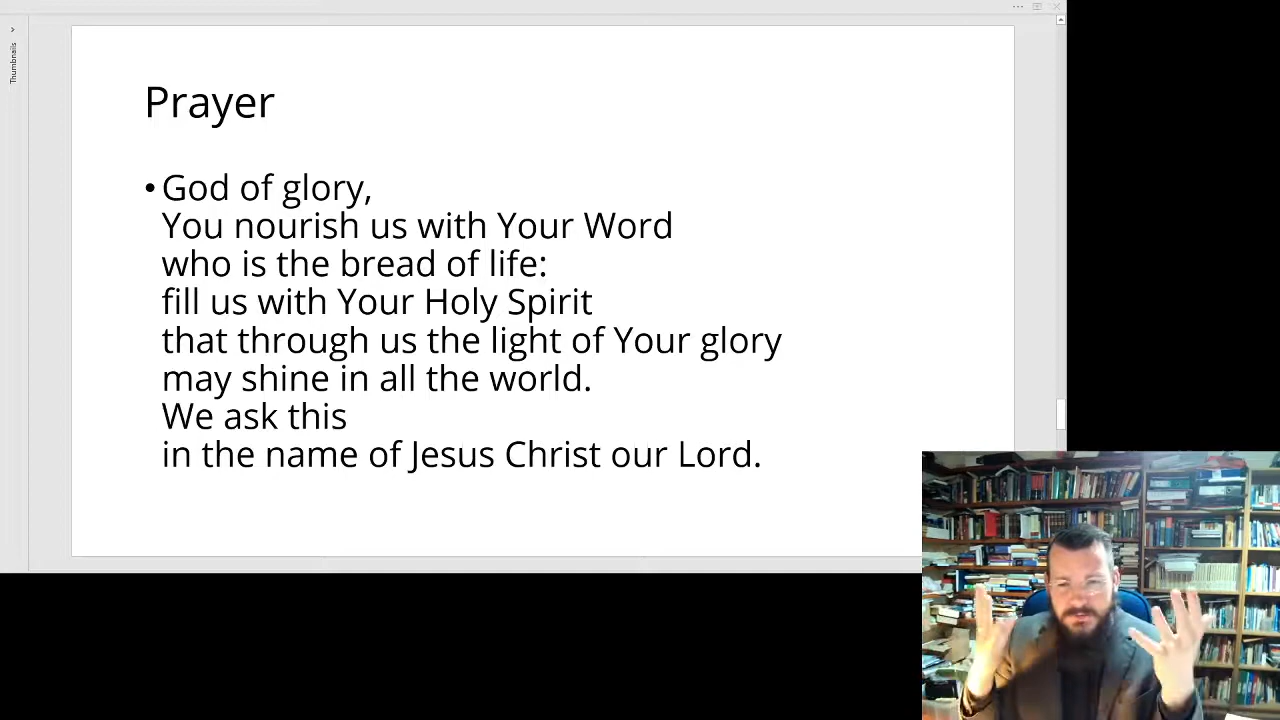 Thumbnails
Prayer
• God of glory,
You nourish us with Your Word
who is the bread of life:
fill us with Your Holy Spirit
that through us the light of Your glory
may shine in all the world.
We ask this
in the name of Jesus Christ our Lord.